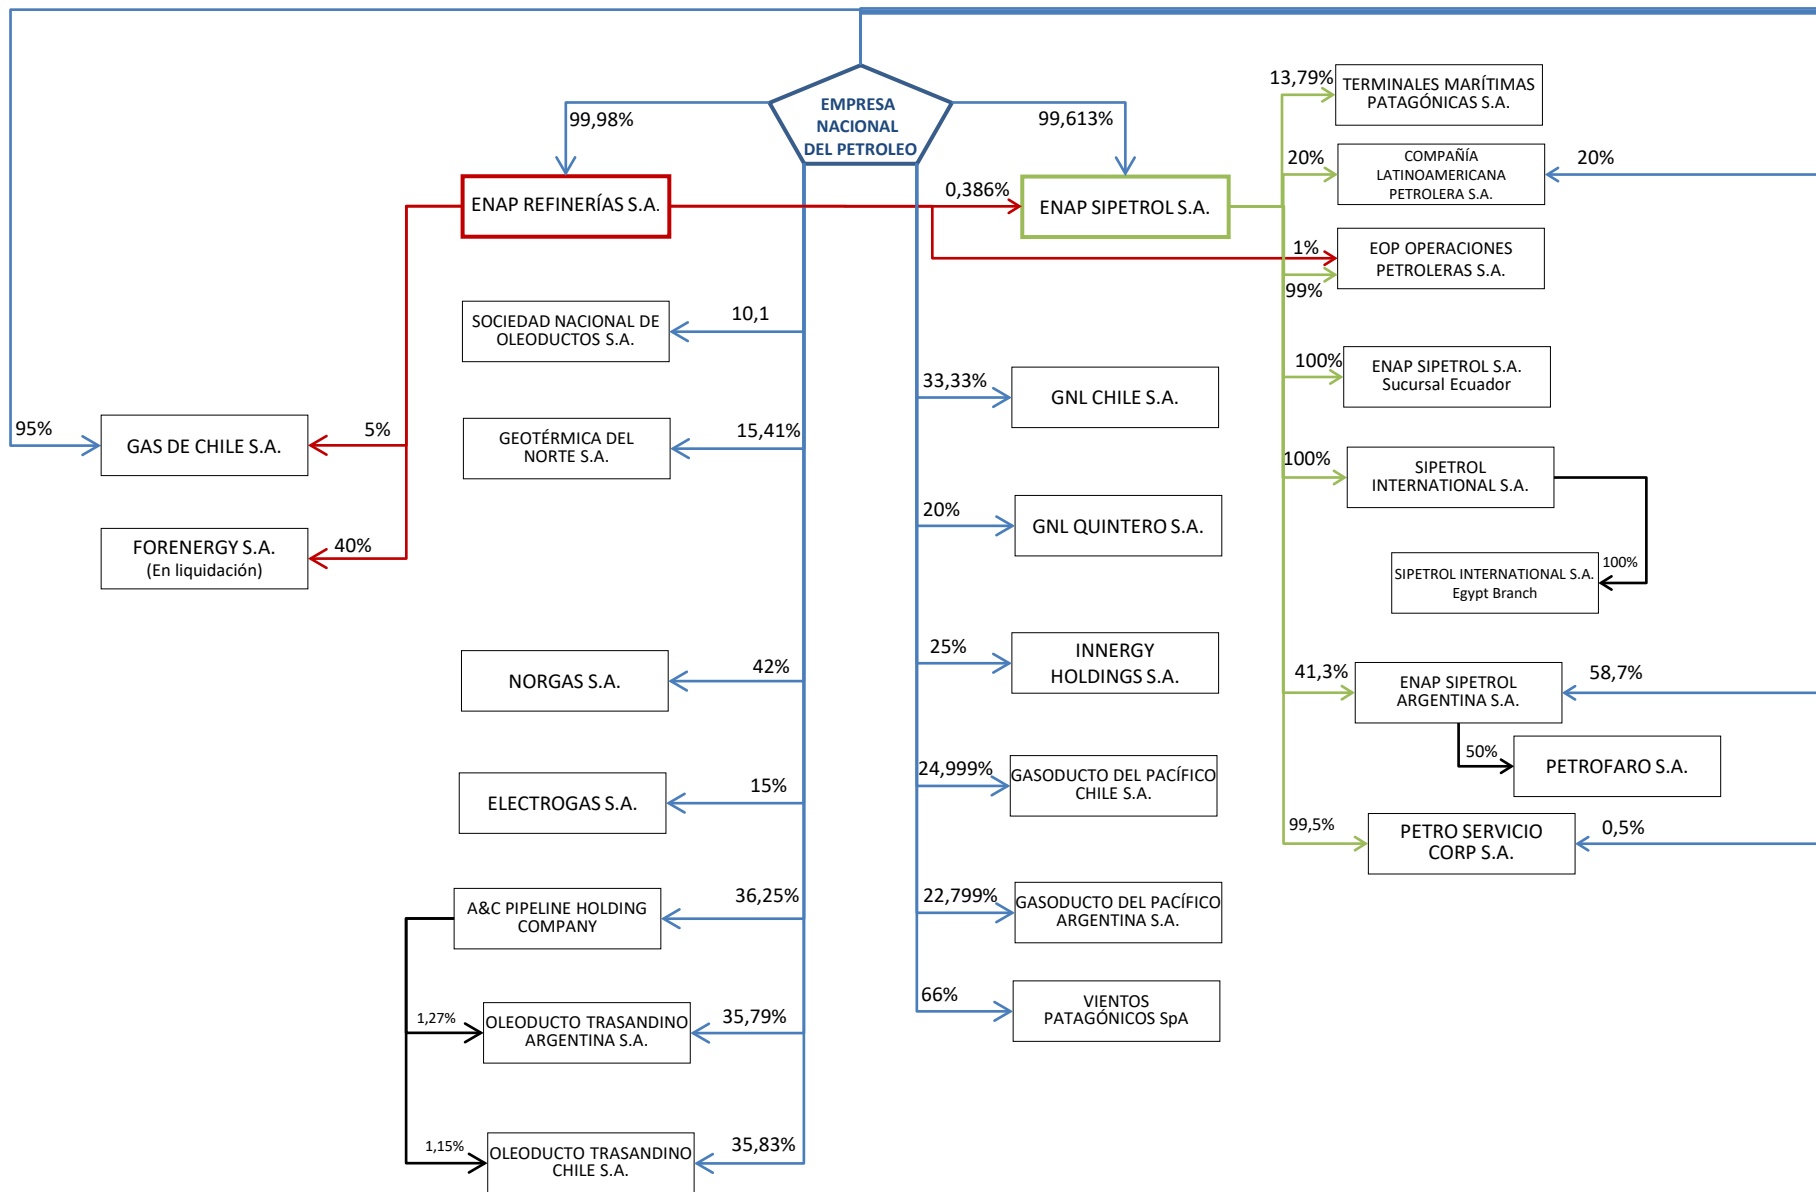 EMPRESA
NACIONAL
DEL PETROLEO
99,98%
99,613%
ENAP REFINERÍAS S.A.
0,386%
ENAP SIPETROL S.A.
13,79%
TERMINALES MARÍTIMAS
PATAGÓNICAS S.A.
20%
COMPAÑÍA
LATINOAMERICANA
PETROLERA S.A.
20%
1%
EOP OPERACIONES
PETROLERAS S.A.
99%
100%
ENAP SIPETROL S.A.
Sucursal Ecuador
100%
SIPETROL
INTERNATIONAL S.A.
SIPETROL INTERNATIONAL S.A.
Egypt Branch
100%
41,3%
ENAP SIPETROL
ARGENTINA S.A.
58,7%
50%
PETROFARO S.A.
99,5%
PETRO SERVICIO
CORP S.A.
0,5%
95%
GAS DE CHILE S.A.
5%
FORENERGY S.A.
(En liquidación)
40%
SOCIEDAD NACIONAL DE
OLEODUCTOS S.A.
10,1
GEOTÉRMICA DEL
NORTE S.A.
15,41%
NORGAS S.A.
42%
ELECTROGAS S.A.
15%
A&C PIPELINE HOLDING
COMPANY
36,25%
1,27%
OLEODUCTO TRASANDINO
ARGENTINA S.A.
35,79%
1,15%
OLEODUCTO TRASANDINO
CHILE S.A.
35,83%
33,33%
GNL CHILE S.A.
20%
GNL QUINTERO S.A.
25%
INNERGY
HOLDINGS S.A.
24,999%
GASODUCTO DEL PACÍFICO
CHILE S.A.
22,799%
GASODUCTO DEL PACÍFICO
ARGENTINA S.A.
66%
VIENTOS
PATAGÓNICOS SpA